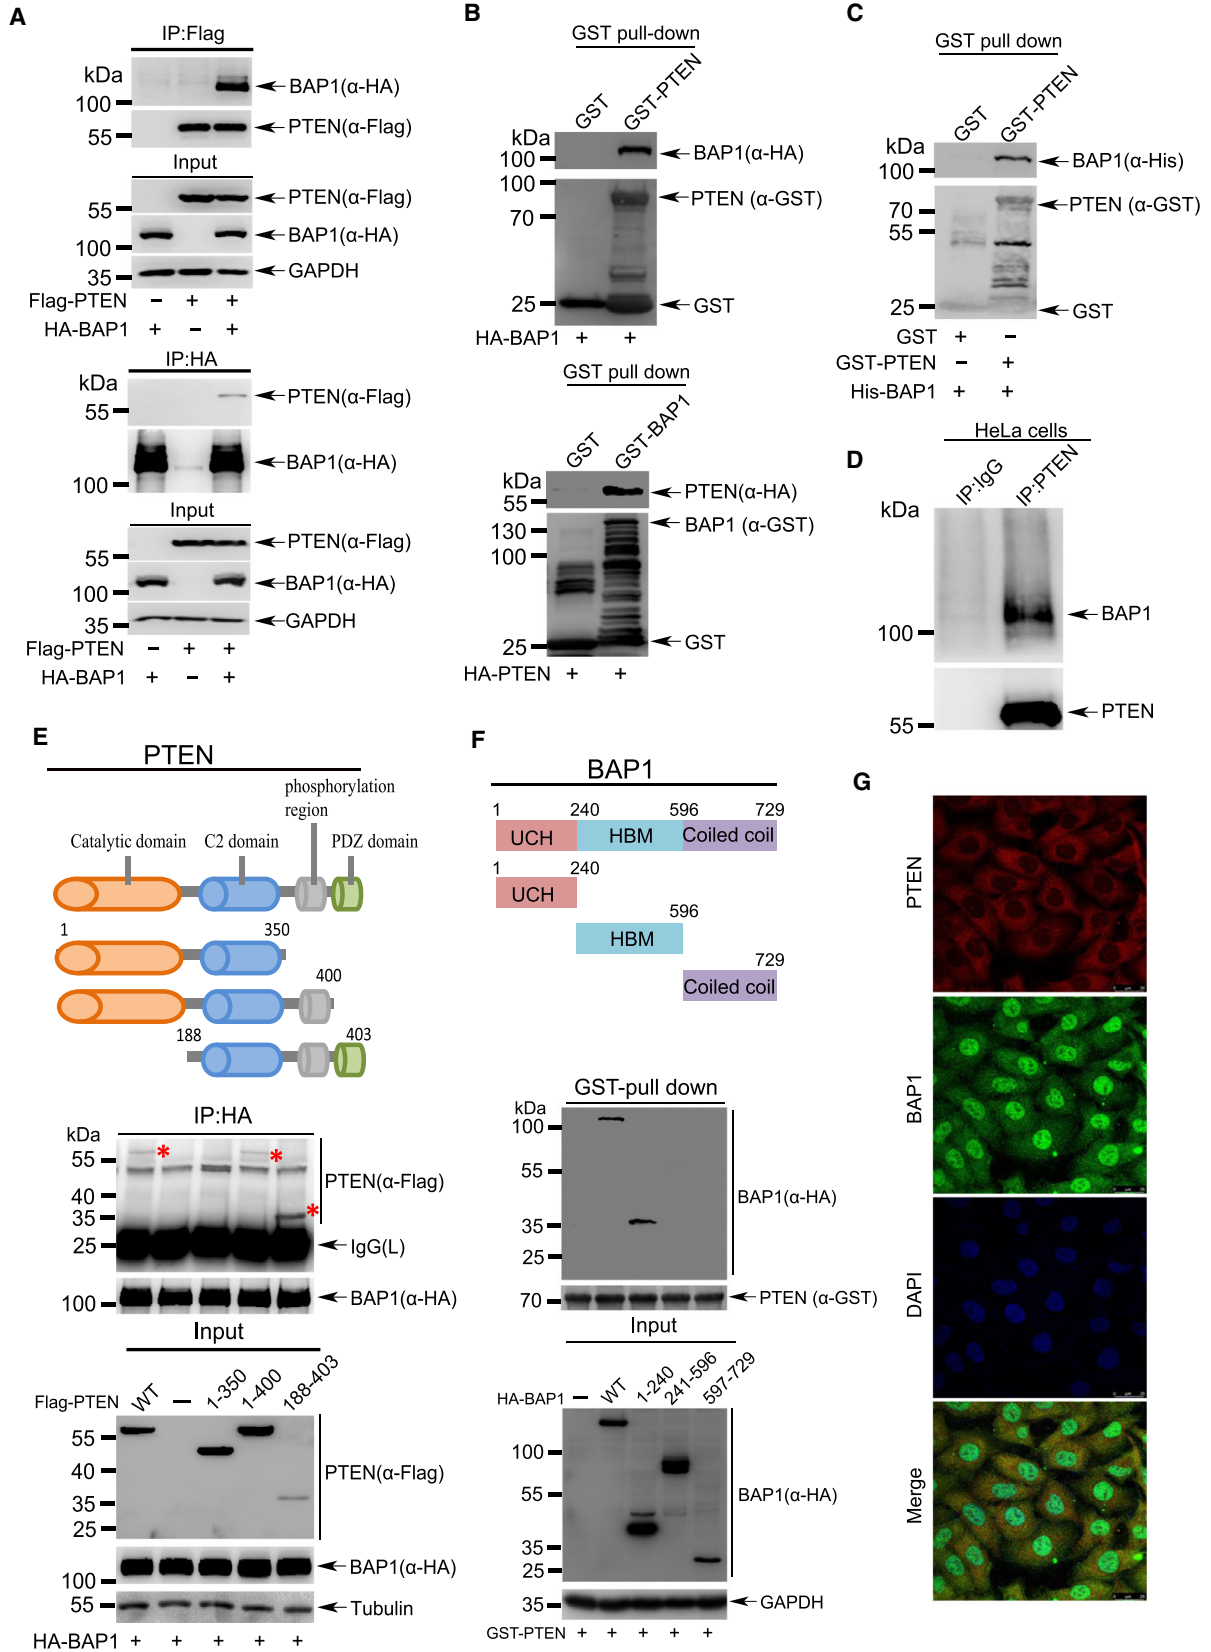 A
IP:Flag
kDa
100
BAP1(α-HA)
55
PTEN(α-Flag)
Input
55
PTEN(α-Flag)
100
BAP1(α-HA)
35
GAPDH
Flag-PTEN – + +
HA-BAP1 + – +
IP:HA
kDa
55
PTEN(α-Flag)
100
BAP1(α-HA)
Input
55
PTEN(α-Flag)
100
BAP1(α-HA)
35
GAPDH
Flag-PTEN – + +
HA-BAP1 + – +
B
GST pull-down
GST
GST-PTEN
kDa
100
BAP1(α-HA)
100
70
PTEN (α-GST)
25
GST
HA-BAP1 + +
GST pull down
GST
GST-BAP1
kDa
55
PTEN(α-HA)
130
BAP1 (α-GST)
100
25
GST
HA-PTEN + +
C
GST pull down
GST
GST-PTEN
kDa
100
BAP1(α-His)
70
PTEN (α-GST)
55
25
GST
GST + –
GST-PTEN – +
His-BAP1 + +
D
HeLa cells
IP:IgG
IP:PTEN
kDa
100
BAP1
55
PTEN
E
PTEN
phosphorylation
region
Catalytic domain
C2 domain
PDZ domain
1
350
400
188
403
IP:HA
kDa
55
*
*
40
35
*
PTEN(α-Flag)
25
IgG(L)
100
BAP1(α-HA)
Input
Flag-PTEN WT – 1-350 1-400 188-403
55
40
35
25
PTEN(α-Flag)
100
BAP1(α-HA)
55
Tubulin
HA-BAP1 + + + + +
F
BAP1
1 240 596 729
UCH HBM Coiled coil
1 240
UCH
596
HBM
729
Coiled coil
GST-pull down
kDa
100
55
35
25
BAP1(α-HA)
70
PTEN (α-GST)
Input
HA-BAP1 – WT 1-240 241-596 597-729
100
55
35
25
BAP1(α-HA)
35
GAPDH
GST-PTEN + + + + +
G
PTEN
BAP1
DAPI
Merge